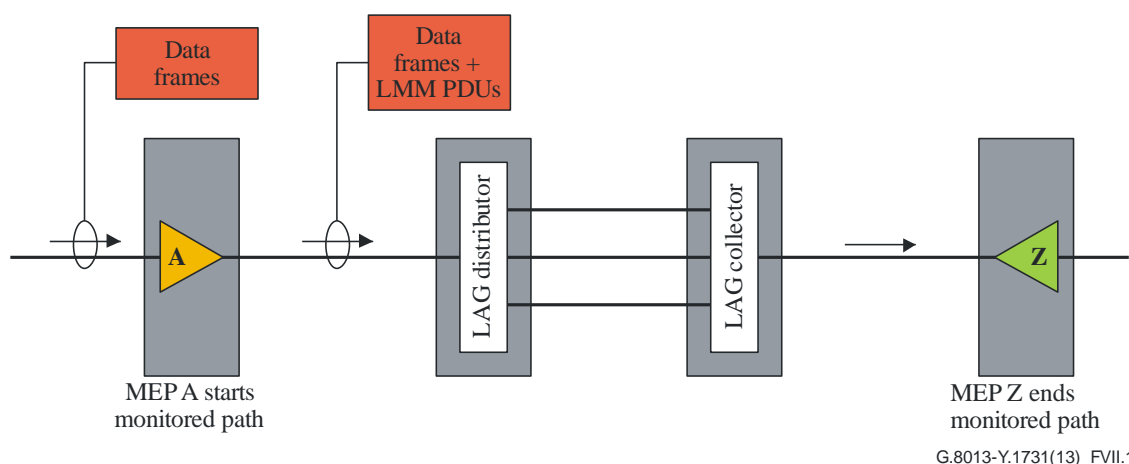 Data
frames
Data
frames +
LMM PDUs
A
LAG distributor
LAG collector
Z
MEP A starts
monitored path
MEP Z ends
monitored path
G.8013-Y.1731(13)_FVII.1